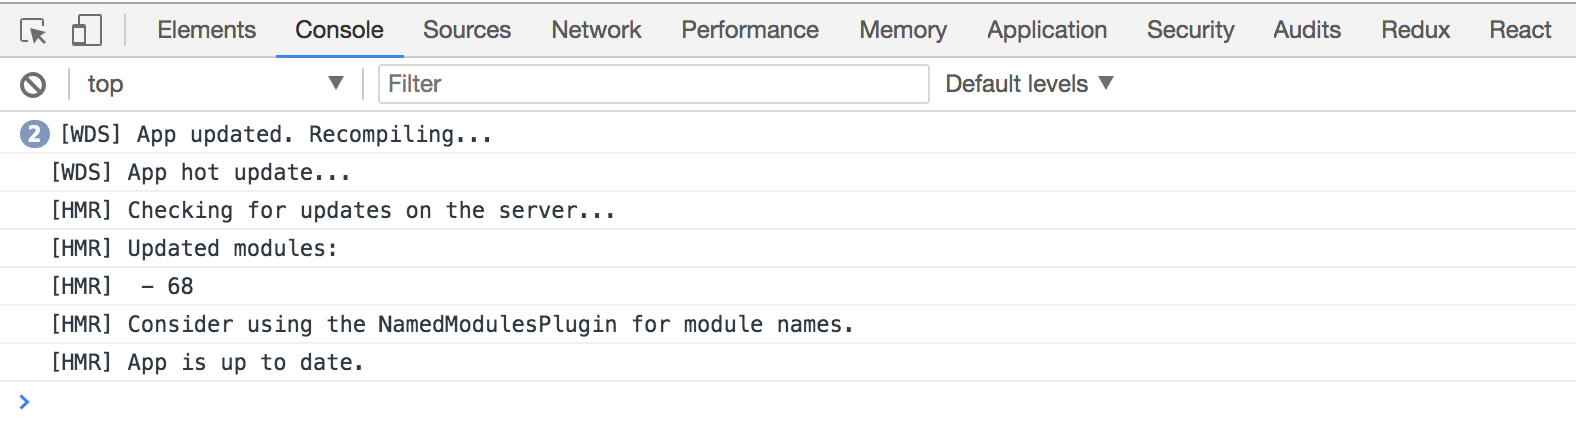 Elements Console Sources Network Performance Memory Application Security Audits Redux React
top Filter Default levels
2 [WDS] App updated. Recompiling...
[WDS] App hot update...
[HMR] Checking for updates on the server...
[HMR] Updated modules:
[HMR]  - 68
[HMR] Consider using the NamedModulesPlugin for module names.
[HMR] App is up to date.